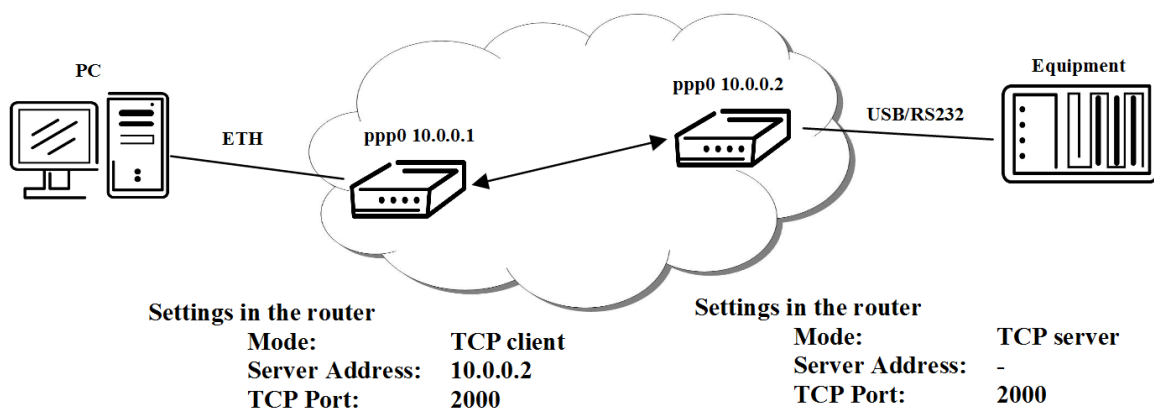 PC
ppp0 10.0.0.2
Equipment
USB/RS232
ETH
ppp0 10.0.0.1
Settings in the router
Mode: TCP client
Server Address: 10.0.0.2
TCP Port: 2000
Settings in the router
Mode: TCP server
Server Address: -
TCP Port: 2000